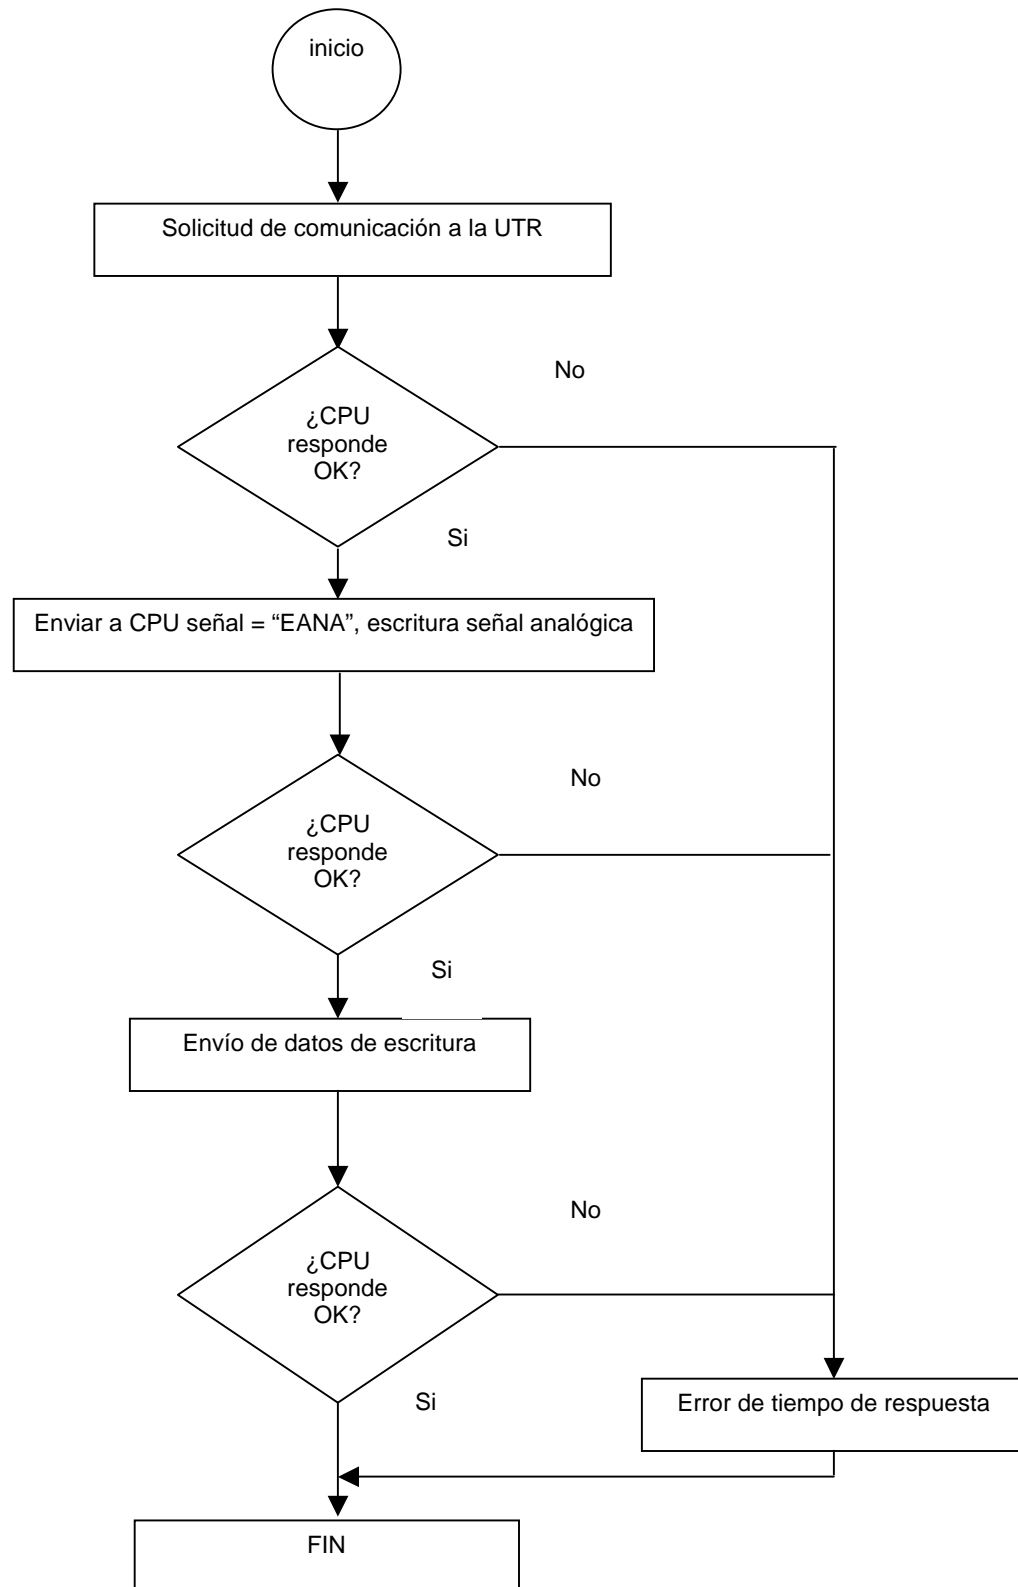 inicio
Solicitud de comunicación a la UTR
No
¿CPU
responde
OK?
Si
Enviar a CPU señal = “EANA”, escritura señal analógica
No
¿CPU
responde
OK?
Si
Envío de datos de escritura
No
¿CPU
responde
OK?
Si
Error de tiempo de respuesta
FIN